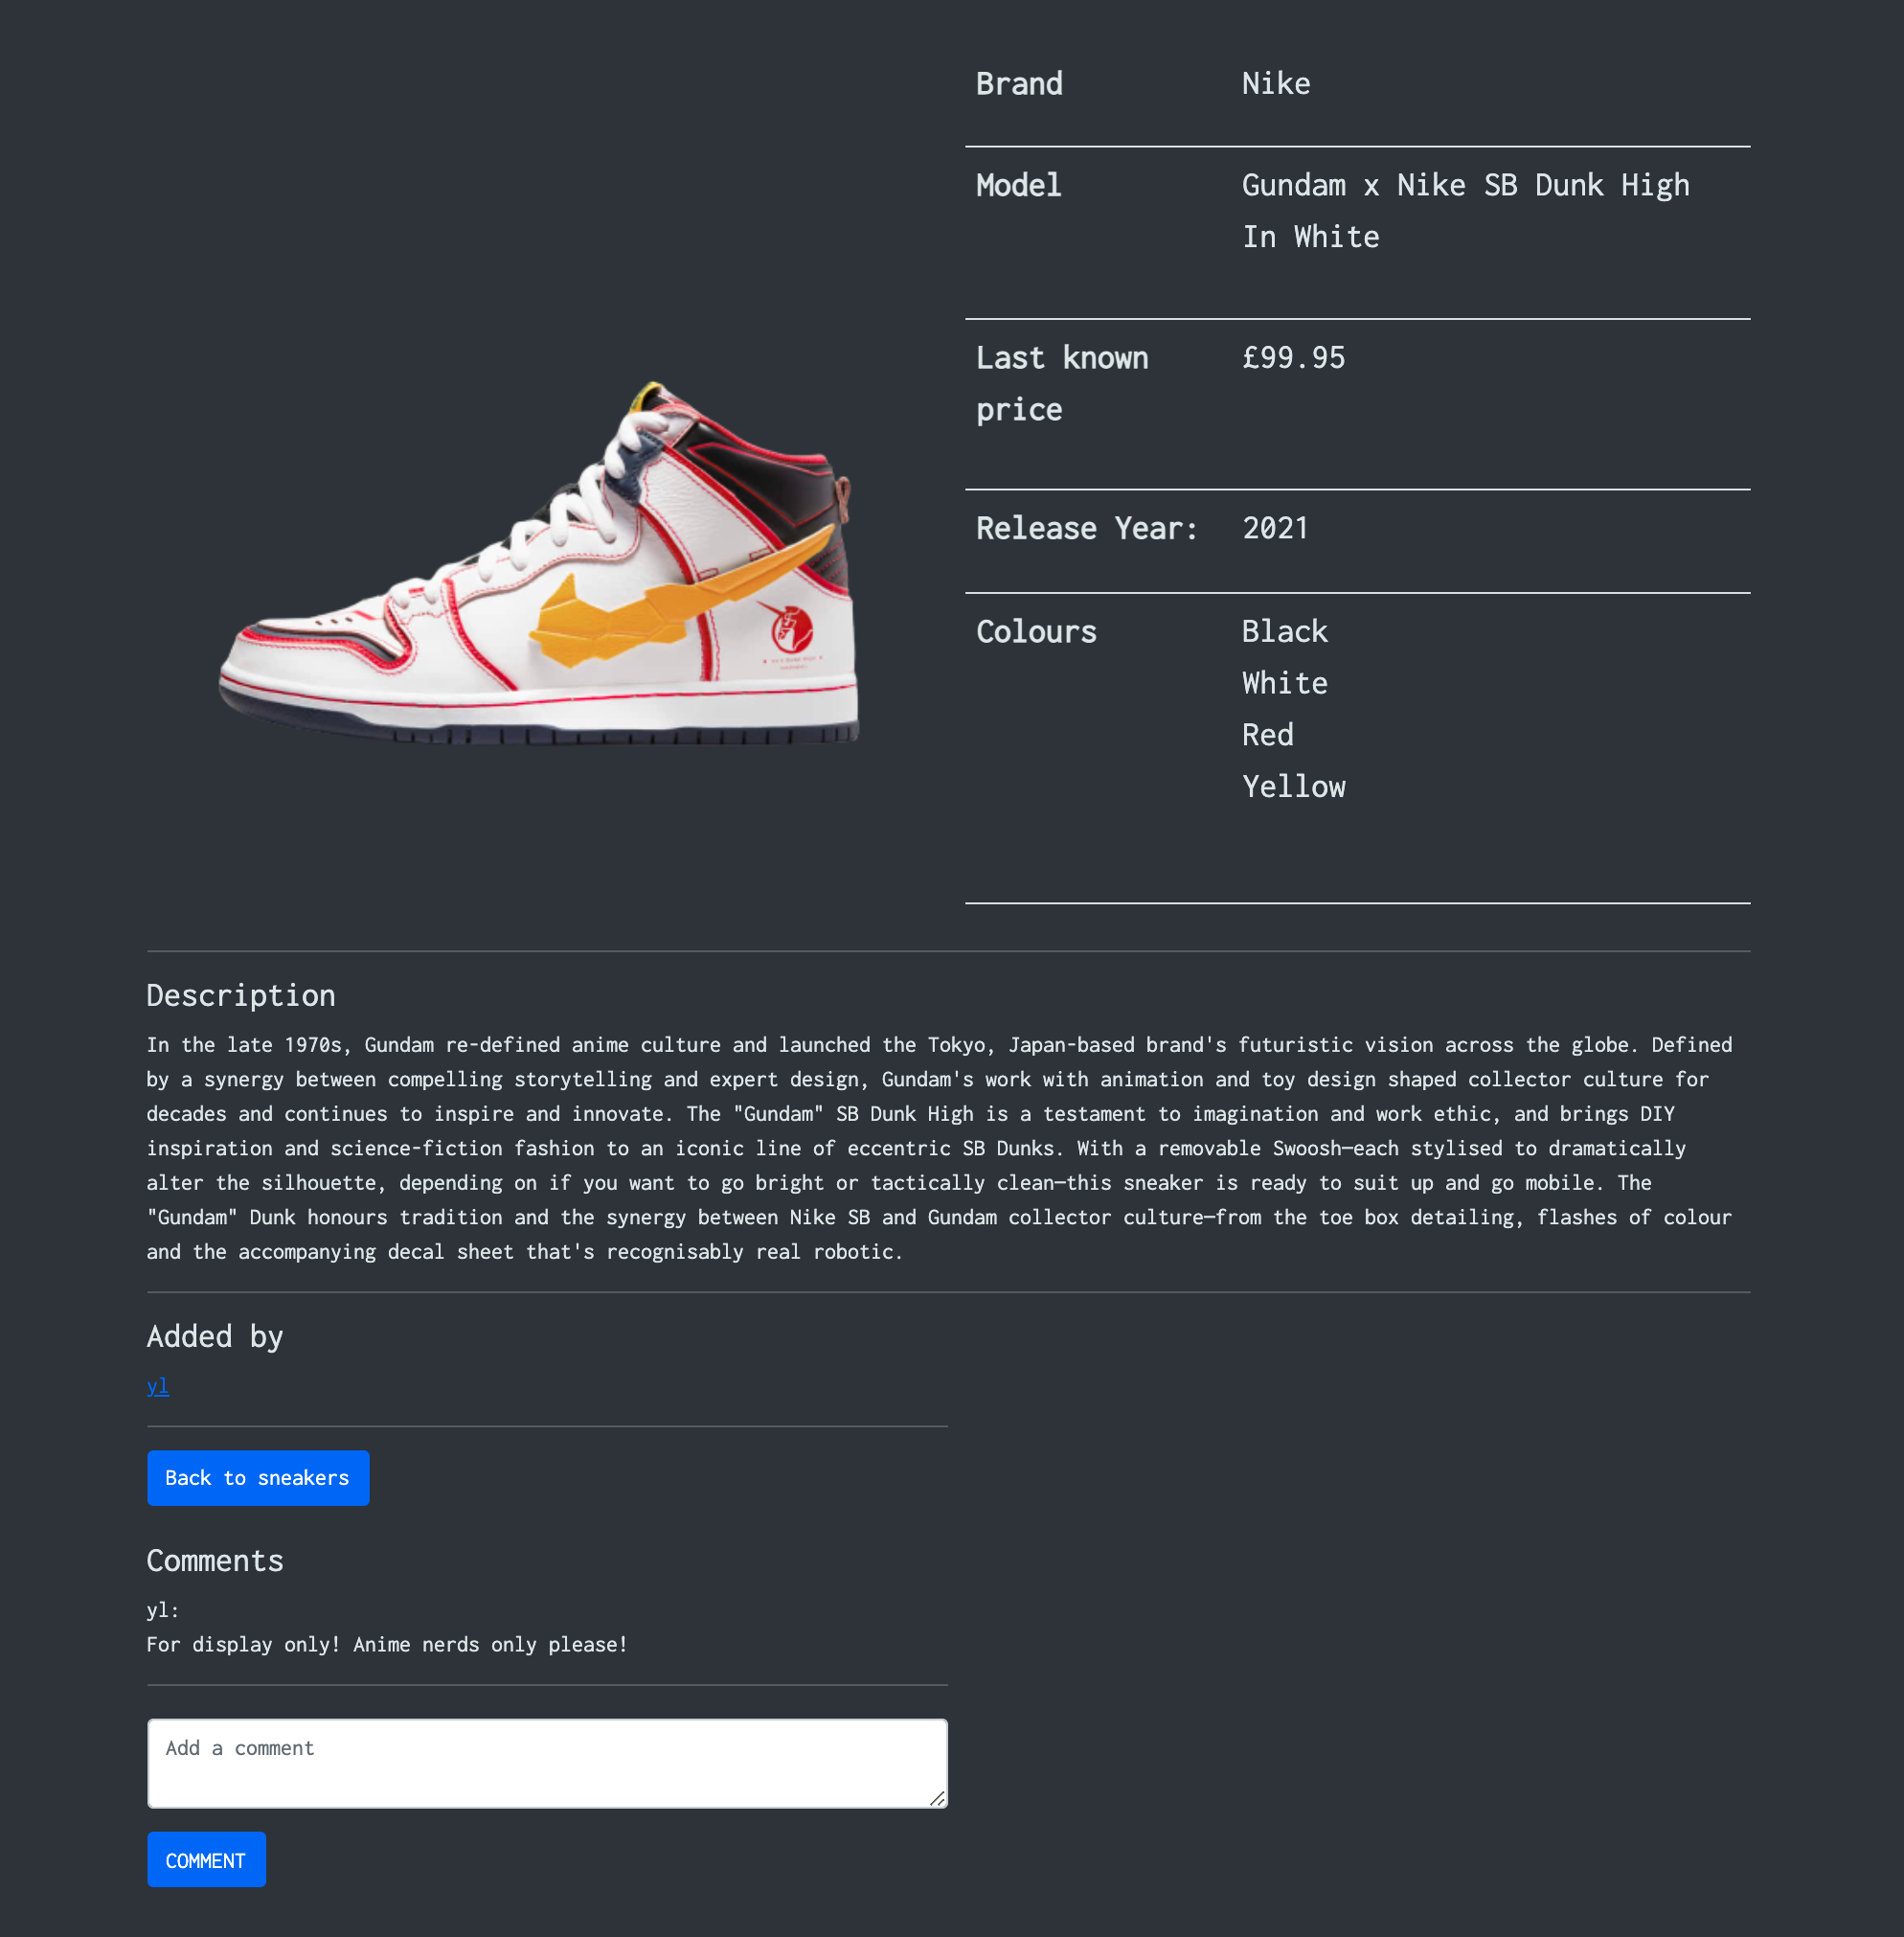 Brand Nike
Model Gundam x Nike SB Dunk High
In White
Last known £99.95
price
Release Year: 2021
Colours Black
White
Red
Yellow
Description
In the late 1970s, Gundam re-defined anime culture and launched the Tokyo, Japan-based brand's futuristic vision across the globe. Defined
by a synergy between compelling storytelling and expert design, Gundam's work with animation and toy design shaped collector culture for
decades and continues to inspire and innovate. The "Gundam" SB Dunk High is a testament to imagination and work ethic, and brings DIY
inspiration and science-fiction fashion to an iconic line of eccentric SB Dunks. With a removable Swoosh—each stylised to dramatically
alter the silhouette, depending on if you want to go bright or tactically clean—this sneaker is ready to suit up and go mobile. The
"Gundam" Dunk honours tradition and the synergy between Nike SB and Gundam collector culture—from the toe box detailing, flashes of colour
and the accompanying decal sheet that's recognisably real robotic.
Added by
yl
Back to sneakers
Comments
yl:
For display only! Anime nerds only please!
Add a comment
COMMENT